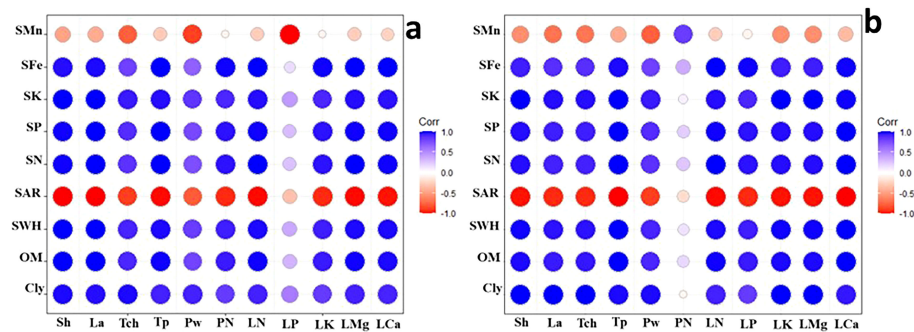 a
SMn
SFe
SK
SP
SN
SAR
SWH
OM
Cly
Sh La Tch Tp Pw PN LN LP LK LMg LCa
Corr
1.0
0.5
0.0
-0.5
-1.0
b
SMn
SFe
SK
SP
SN
SAR
SWH
OM
Cly
Sh La Tch Tp Pw PN LN LP LK LMg LCa
Corr
1.0
0.5
0.0
-0.5
-1.0